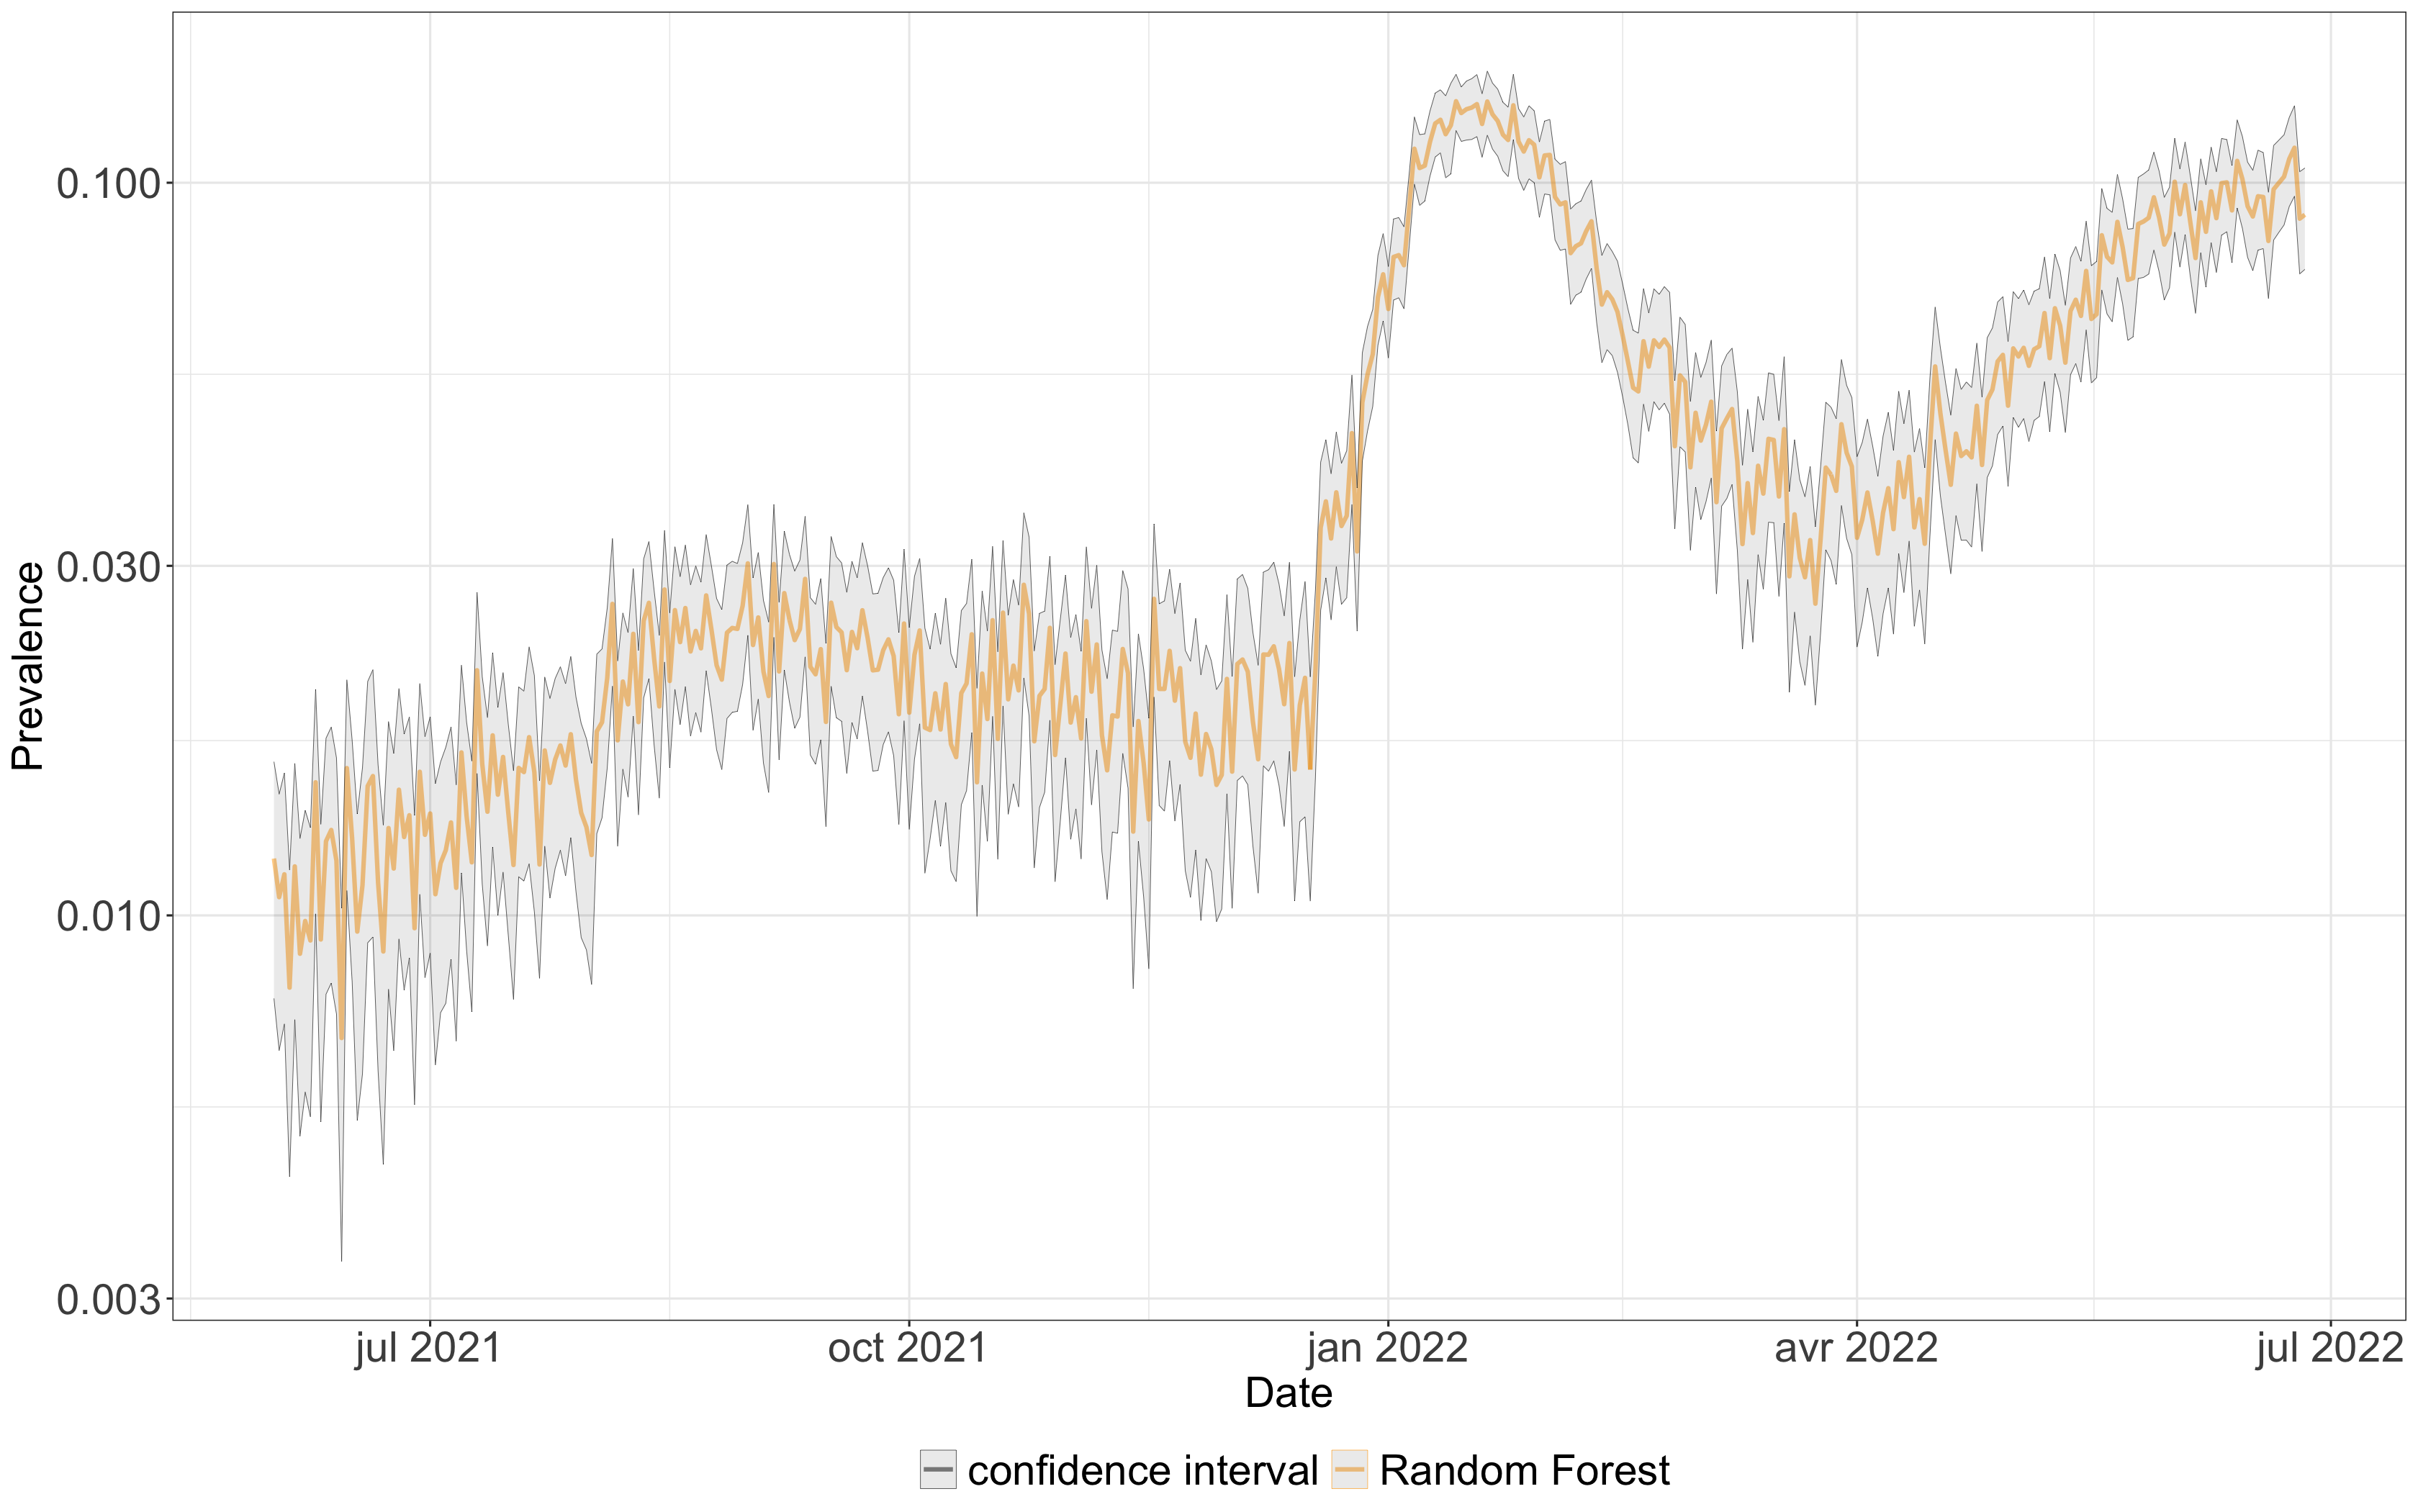 Prevalence
0.100
0.030
0.010
0.003
jul 2021 oct 2021 jan 2022 avr 2022 jul 2022
Date
confidence interval Random Forest